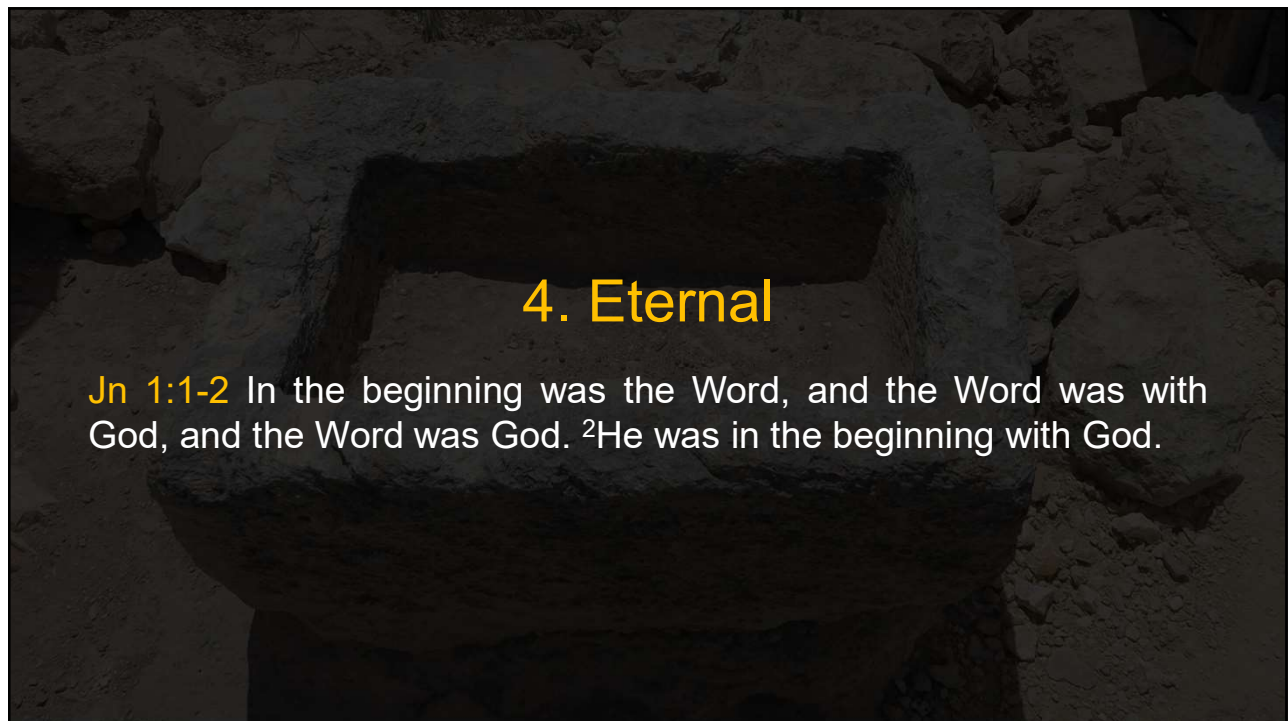 4. Eternal
Jn 1:1-2 In the beginning was the Word, and the Word was with
God, and the Word was God. ²He was in the beginning with God.